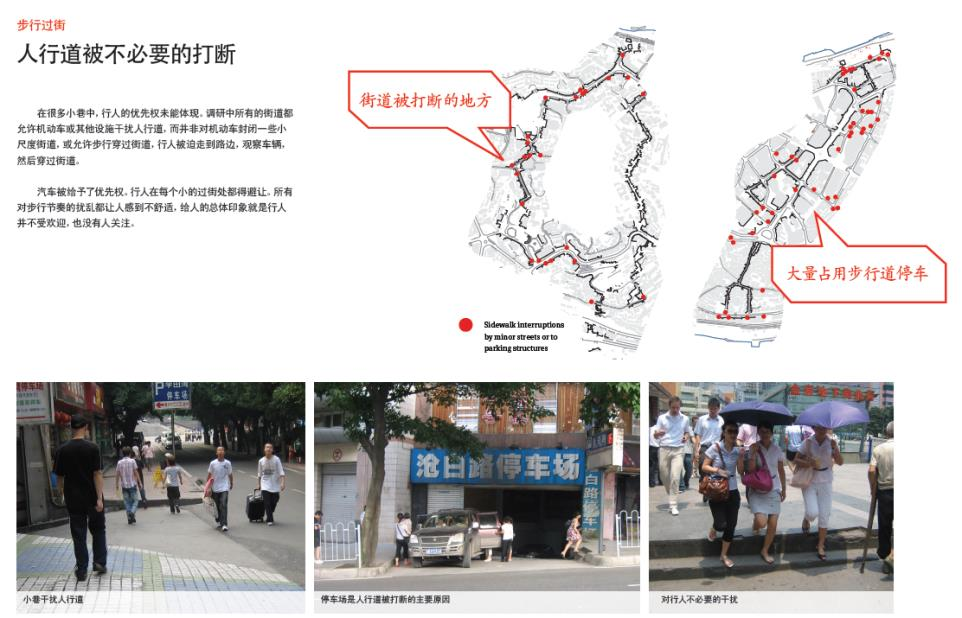 步行过街
人行道被不必要的打断
在很多小巷中，行人的优先权未能体现。调研中所有的街道都
允许机动车或其他设施干扰人行道，而并非对机动车封闭一些小
尺度街道，或允许步行穿过街道，行人被迫走到路边，观察车辆，
然后穿过街道。
汽车被给予了优先权。行人在每个小的过街处都得避让。所有
对步行节奏的扰乱都让人感到不舒适，给人的总体印象就是行人
并不受欢迎，也没有人关注。
街道被打断的地方
大量占用步行道停车
Sidewalk interruptions
by minor streets or to
parking structures
P
停车场
小巷干扰人行道
沧白路停车场
白路停车场
停车场是人行道被打断的主要原因
对行人不必要的干扰